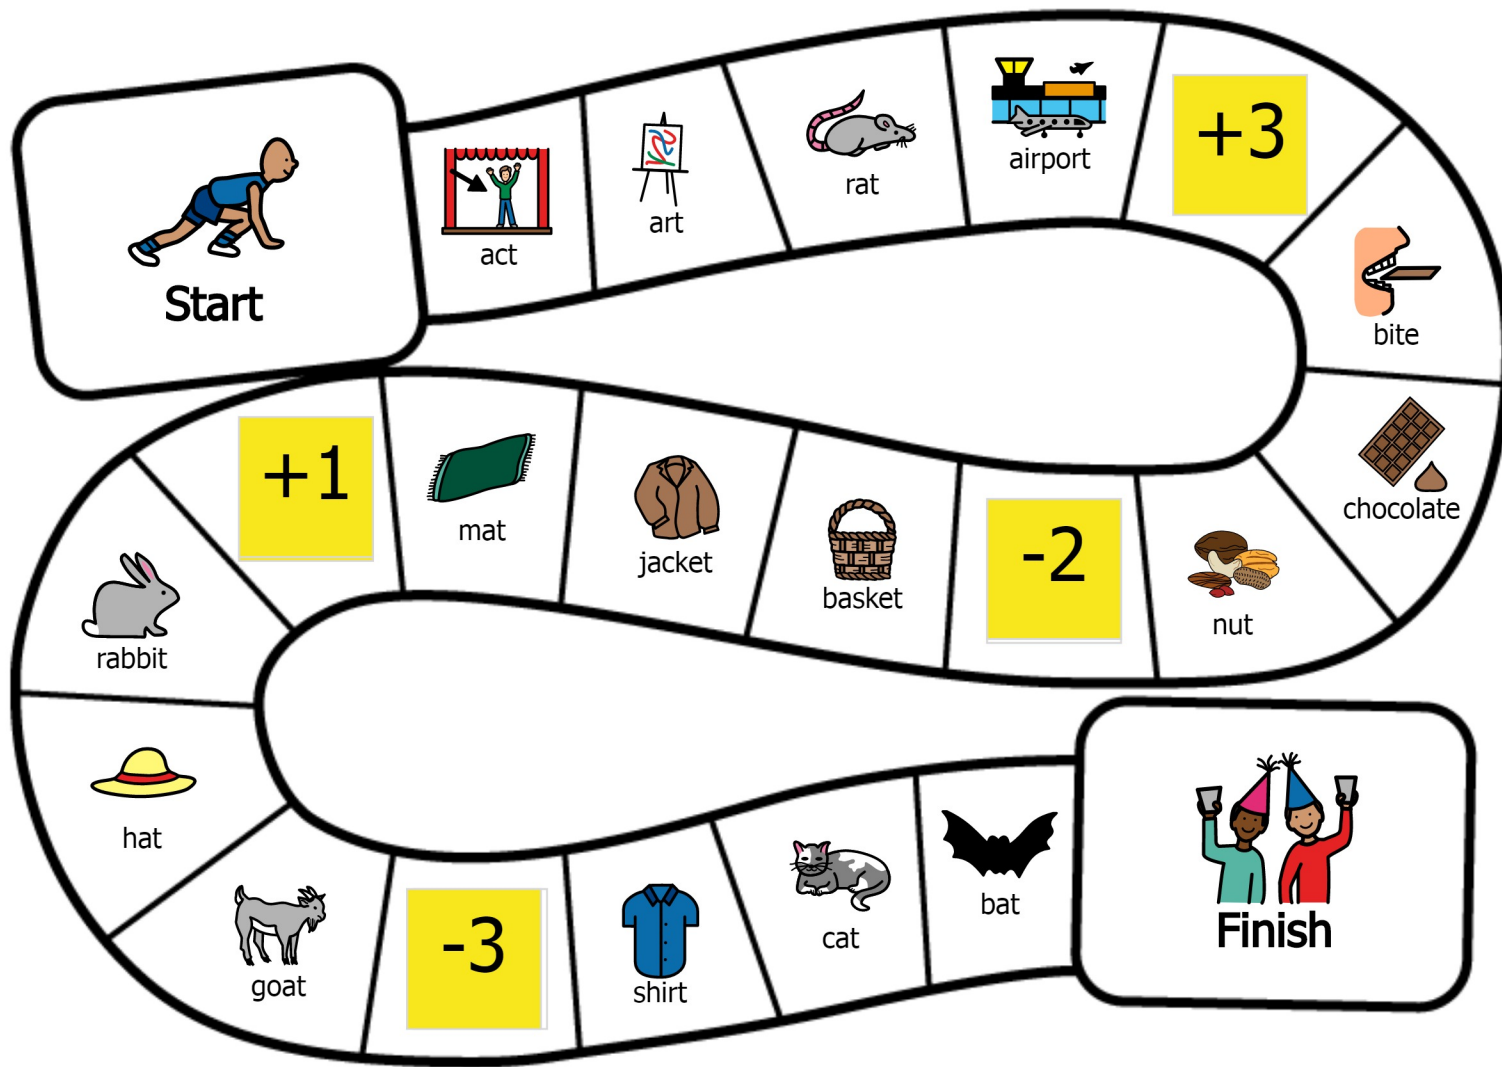 Start
act
art
rat
airport
+3
bite
chocolate
nut
-2
basket
jacket
mat
+1
rabbit
hat
goat
-3
shirt
cat
bat
Finish